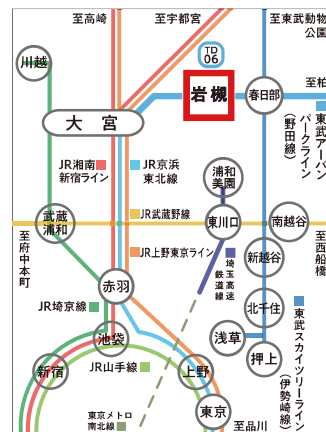 至高崎
至宇都宮
至東武動物
公園
川越
TD
06
岩槻
春日部
至柏
大宮
東武アーバン
パークライン
(野田線)
JR湘南
新宿ライン
JR京浜
東北線
浦和
美園
武蔵
浦和
JR武蔵野線
東川口
南越谷
至府中本町
JR上野東ライン
埼玉高速
鉄道線
新越谷
至西船橋
赤羽
JR埼京線
北千住
池袋
浅草
東武スカイツリーライン
(伊勢崎線)
新宿
JR山手線
上野
押上
東京メトロ
南北線
東京
至品川